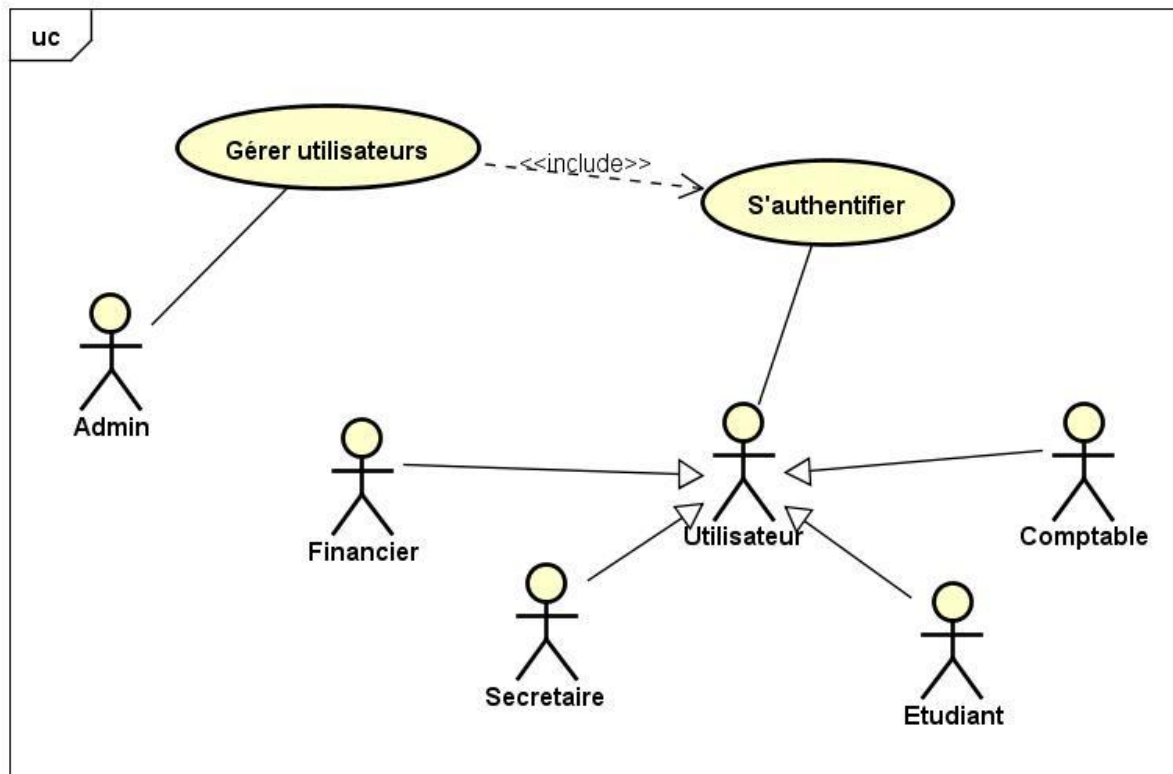 uc
Gérer utilisateurs
<<include>>
S'authentifier
Admin
Financier
Utilisateur
Comptable
Secretaire
Etudiant